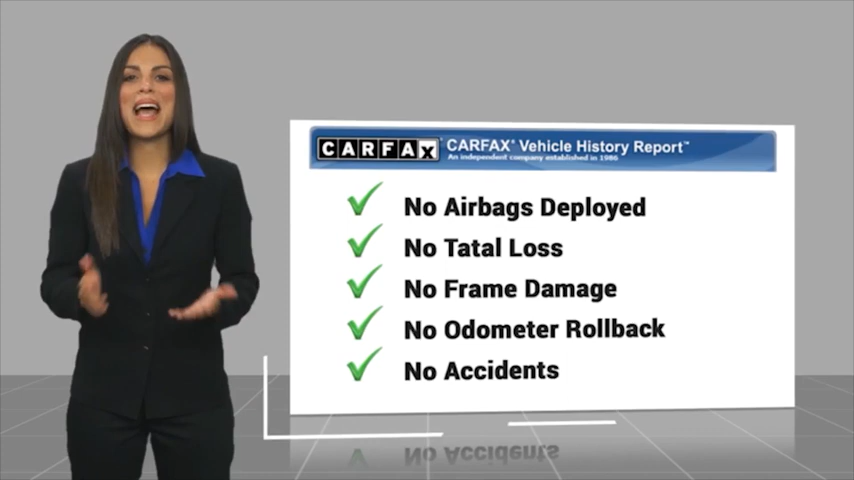 CARFAX CARFAX® Vehicle History Report™
An independent company established in 1986
No Airbags Deployed
No Tatal Loss
No Frame Damage
No Odometer Rollback
No Accidents
No Accidents